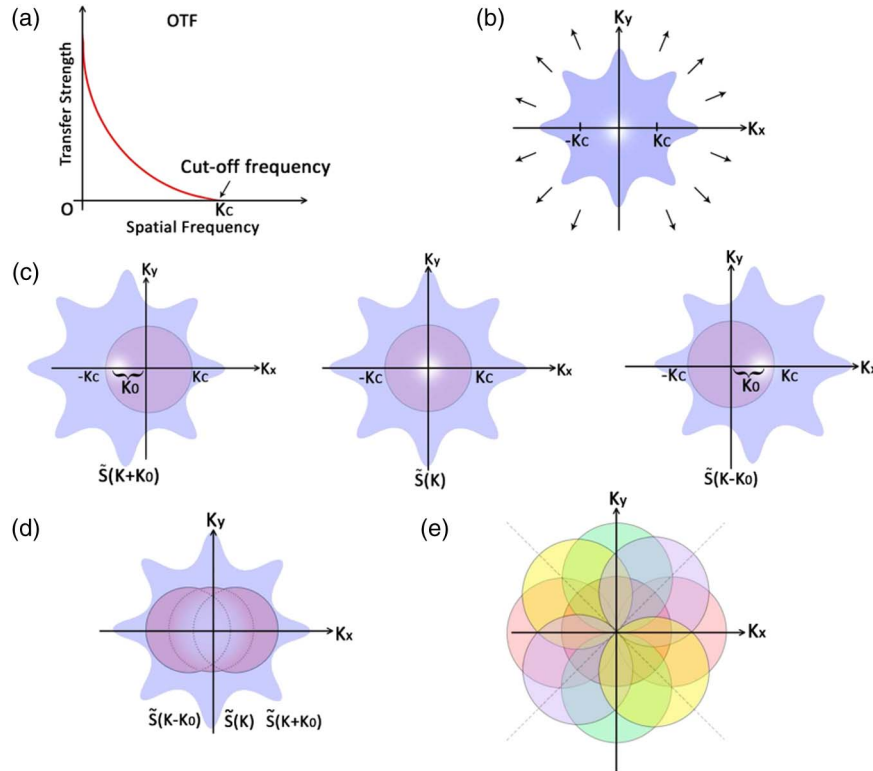 (a)
OTF
Transfer Strength
Cut-off frequency
O
Kc
Spatial Frequency
(b)
Ky
-Kc
Kc
Kx
(c)
Ky
-Kc
K0
Kc
Kx
S̃(K+K0)
Ky
-Kc
Kc
Kx
S̃(K)
Ky
-Kc
K0
Kc
Kx
S̃(K-K0)
(d)
Ky
Kx
S̃(K-K0) S̃(K) S̃(K+K0)
(e)
Ky
Kx